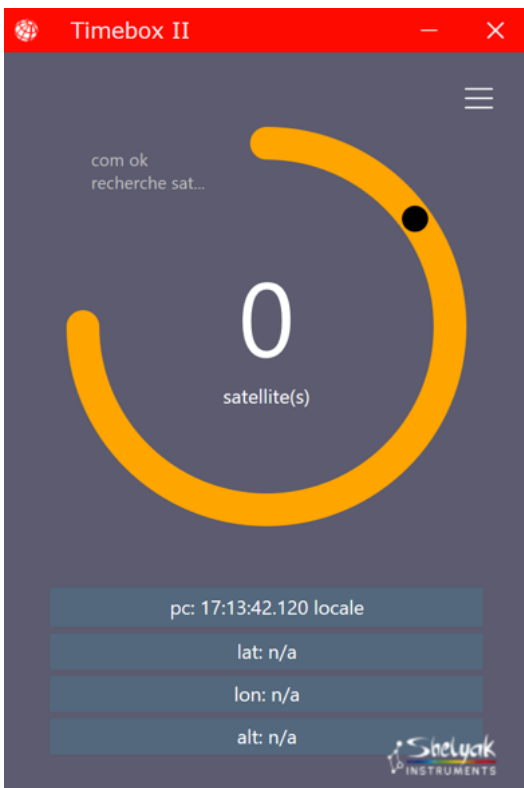 Timebox II
com ok
recherche sat...
0
satellite(s)
pc: 17:13:42.120 locale
lat: n/a
lon: n/a
alt: n/a
Shelyak
INSTRUMENTS